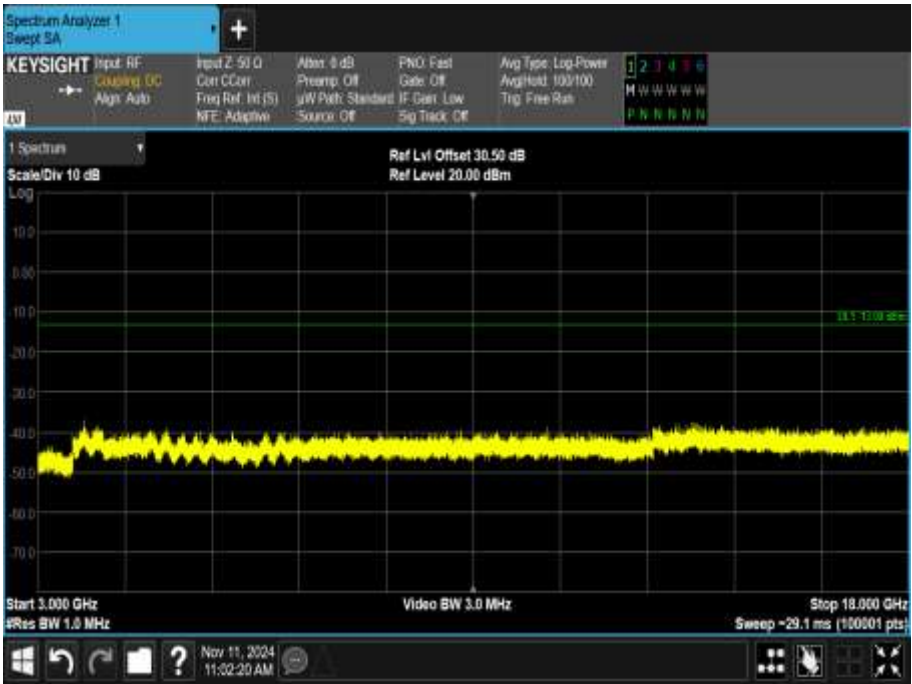 Spectrum Analyzer 1
Swept SA
+
KEYSIGHT
Input: RF
Coupling: DC
Align: Auto
Input Z: 50 Ω
Corr CCorr
Freq Ref: Int (S)
NFE: Adaptive
Atten: 0 dB
Preamp: Off
µW Path: Standard
Source: Off
PNO: Fast
Gate: Off
IF Gain: Low
Sig Track: Off
Avg Type: Log-Power
Avg|Hold: 100/100
Trig: Free Run
1 2 3 4 5 6
M W W W W W
P N N N N N
1 Spectrum
Scale/Div 10 dB
Ref Lvl Offset 30.50 dB
Ref Level 20.00 dBm
Log
10.0
0.00
-10.0
DL1 -13.00 dBm
-20.0
-30.0
-40.0
-50.0
-60.0
-70.0
Start 3.000 GHz
Video BW 3.0 MHz
Stop 18.000 GHz
#Res BW 1.0 MHz
Sweep ~29.1 ms (100001 pts)
?
Nov 11, 2024
11:02:20 AM